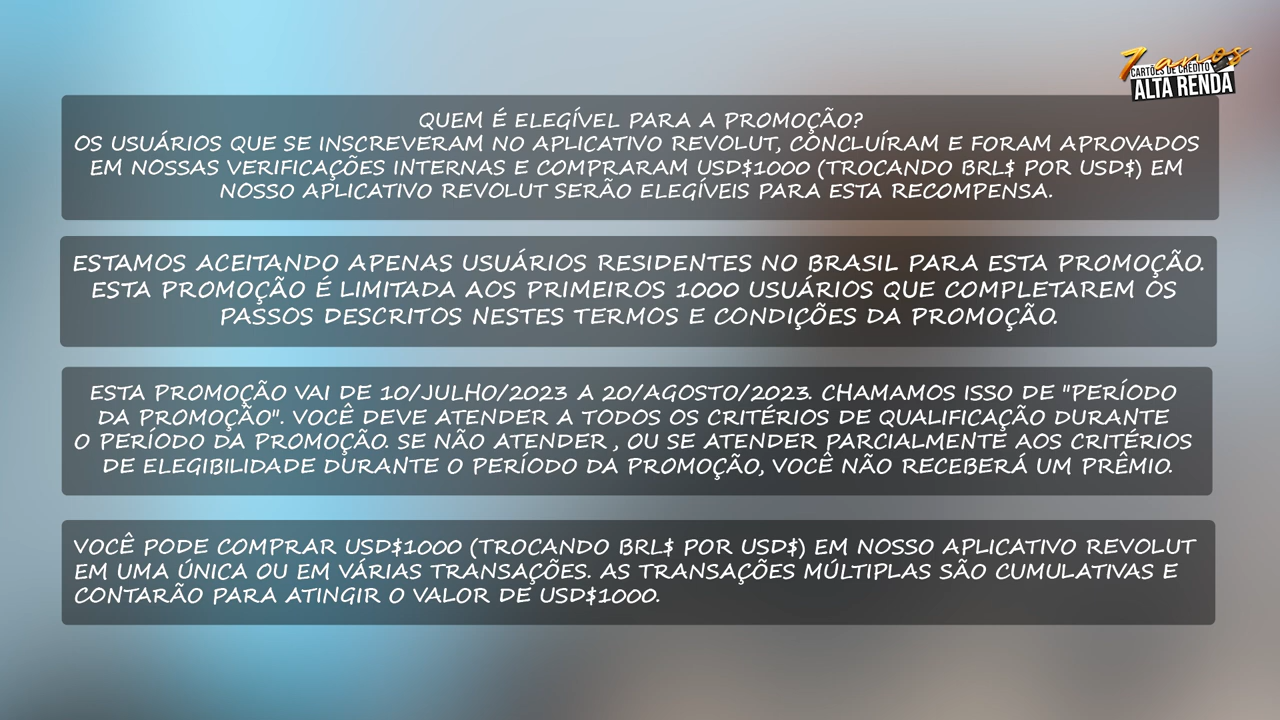 7 anos
CARTÕES DE CRÉDITO
ALTA RENDA
QUEM É ELEGÍVEL PARA A PROMOÇÃO?
OS USUÁRIOS QUE SE INSCREVERAM NO APLICATIVO REVOLUT, CONCLUÍRAM E FORAM APROVADOS
EM NOSSAS VERIFICAÇÕES INTERNAS E COMPRARAM USD$1000 (TROCANDO BRL$ POR USD$) EM
NOSSO APLICATIVO REVOLUT SERÃO ELEGÍVEIS PARA ESTA RECOMPENSA.
ESTAMOS ACEITANDO APENAS USUÁRIOS RESIDENTES NO BRASIL PARA ESTA PROMOÇÃO.
ESTA PROMOÇÃO É LIMITADA AOS PRIMEIROS 1000 USUÁRIOS QUE COMPLETAREM OS
PASSOS DESCRITOS NESTES TERMOS E CONDIÇÕES DA PROMOÇÃO.
ESTA PROMOÇÃO VAI DE 10/JULHO/2023 A 20/AGOSTO/2023. CHAMAMOS ISSO DE "PERÍODO
DA PROMOÇÃO". VOCÊ DEVE ATENDER A TODOS OS CRITÉRIOS DE QUALIFICAÇÃO DURANTE
O PERÍODO DA PROMOÇÃO. SE NÃO ATENDER , OU SE ATENDER PARCIALMENTE AOS CRITÉRIOS
DE ELEGIBILIDADE DURANTE O PERÍODO DA PROMOÇÃO, VOCÊ NÃO RECEBERÁ UM PRÊMIO.
VOCÊ PODE COMPRAR USD$1000 (TROCANDO BRL$ POR USD$) EM NOSSO APLICATIVO REVOLUT
EM UMA ÚNICA OU EM VÁRIAS TRANSAÇÕES. AS TRANSAÇÕES MÚLTIPLAS SÃO CUMULATIVAS E
CONTARÃO PARA ATINGIR O VALOR DE USD$1000.